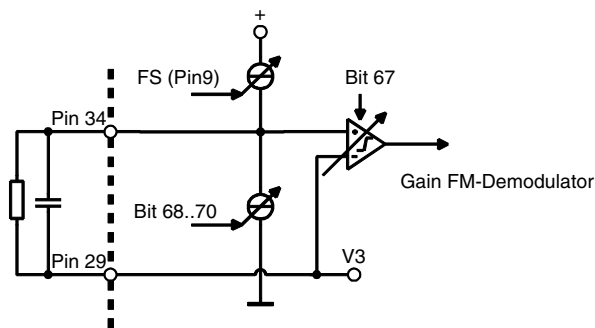 +
FS (Pin9)
Bit 67
Pin 34
+
-
Gain FM-Demodulator
Bit 68..70
Pin 29
V3